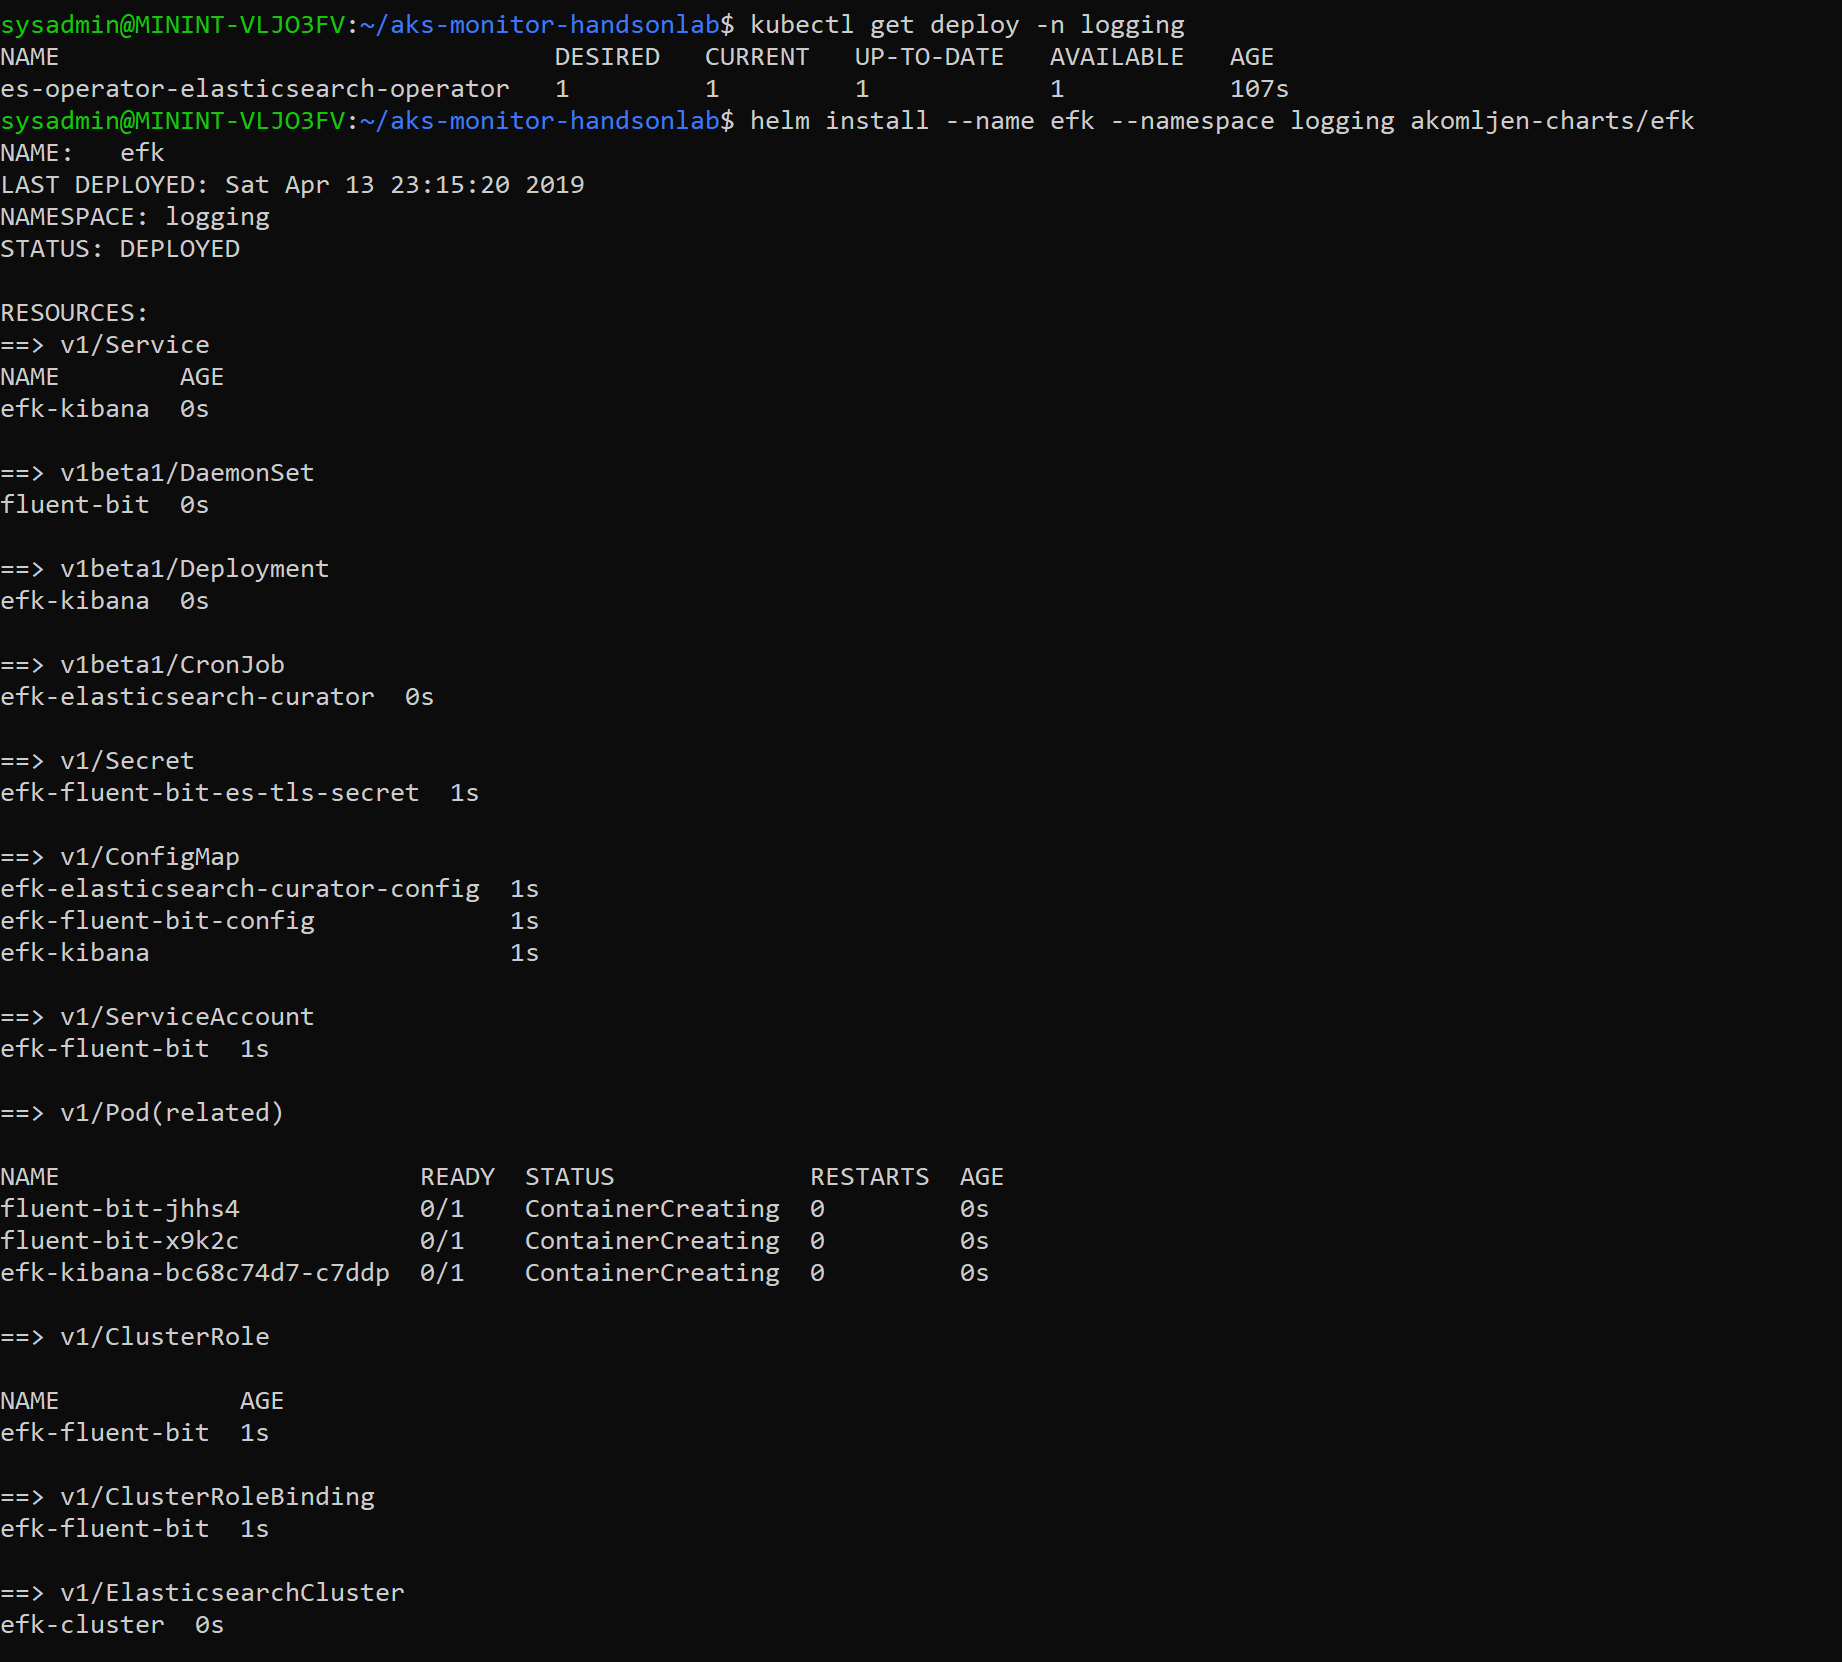 sysadmin@MININT-VLJO3FV:~/aks-monitor-handsonlab$ kubectl get deploy -n logging
NAME                                 DESIRED   CURRENT   UP-TO-DATE   AVAILABLE   AGE
es-operator-elasticsearch-operator   1         1         1            1           107s
sysadmin@MININT-VLJO3FV:~/aks-monitor-handsonlab$ helm install --name efk --namespace logging akomljen-charts/efk
NAME:   efk
LAST DEPLOYED: Sat Apr 13 23:15:20 2019
NAMESPACE: logging
STATUS: DEPLOYED

RESOURCES:
==> v1/Service
NAME        AGE
efk-kibana  0s

==> v1beta1/DaemonSet
fluent-bit  0s

==> v1beta1/Deployment
efk-kibana  0s

==> v1beta1/CronJob
efk-elasticsearch-curator  0s

==> v1/Secret
efk-fluent-bit-es-tls-secret  1s

==> v1/ConfigMap
efk-elasticsearch-curator-config  1s
efk-fluent-bit-config             1s
efk-kibana                        1s

==> v1/ServiceAccount
efk-fluent-bit  1s

==> v1/Pod(related)

NAME                        READY  STATUS             RESTARTS  AGE
fluent-bit-jhhs4            0/1    ContainerCreating  0         0s
fluent-bit-x9k2c            0/1    ContainerCreating  0         0s
efk-kibana-bc68c74d7-c7ddp  0/1    ContainerCreating  0         0s

==> v1/ClusterRole

NAME            AGE
efk-fluent-bit  1s

==> v1/ClusterRoleBinding
efk-fluent-bit  1s

==> v1/ElasticsearchCluster
efk-cluster  0s